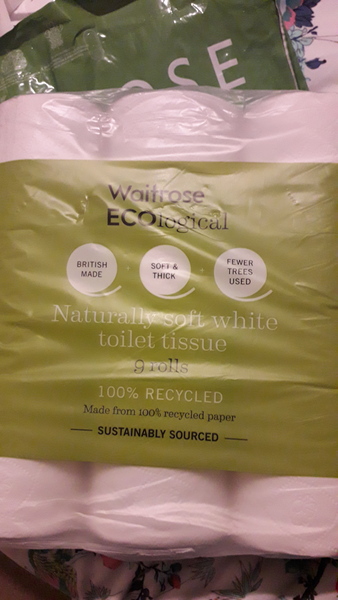 OSE
Waitrose
ECOlogical
BRITISH
MADE
SOFT &
THICK
FEWER
TREES
USED
Naturally soft white
toilet tissue
9 rolls
100% RECYCLED
Made from 100% recycled paper
SUSTAINABLY SOURCED